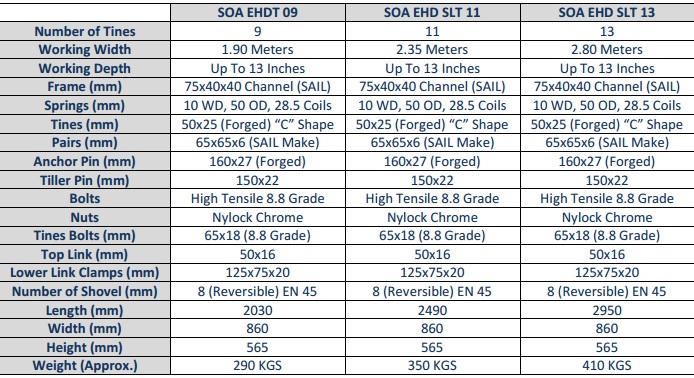 SOA EHDT 09 SOA EHD SLT 11 SOA EHD SLT 13
Number of Tines 9 11 13
Working Width 1.90 Meters 2.35 Meters 2.80 Meters
Working Depth Up To 13 Inches Up To 13 Inches Up To 13 Inches
Frame (mm) 75x40x40 Channel (SAIL) 75x40x40 Channel (SAIL) 75x40x40 Channel (SAIL)
Springs (mm) 10 WD, 50 OD, 28.5 Coils 10 WD, 50 OD, 28.5 Coils 10 WD, 50 OD, 28.5 Coils
Tines (mm) 50x25 (Forged) “C” Shape 50x25 (Forged) “C” Shape 50x25 (Forged) “C” Shape
Pairs (mm) 65x65x6 (SAIL Make) 65x65x6 (SAIL Make) 65x65x6 (SAIL Make)
Anchor Pin (mm) 160x27 (Forged) 160x27 (Forged) 160x27 (Forged)
Tiller Pin (mm) 150x22 150x22 150x22
Bolts High Tensile 8.8 Grade High Tensile 8.8 Grade High Tensile 8.8 Grade
Nuts Nylock Chrome Nylock Chrome Nylock Chrome
Tines Bolts (mm) 65x18 (8.8 Grade) 65x18 (8.8 Grade) 65x18 (8.8 Grade)
Top Link (mm) 50x16 50x16 50x16
Lower Link Clamps (mm) 125x75x20 125x75x20 125x75x20
Number of Shovel (mm) 8 (Reversible) EN 45 8 (Reversible) EN 45 8 (Reversible) EN 45
Length (mm) 2030 2490 2950
Width (mm) 860 860 860
Height (mm) 565 565 565
Weight (Approx.) 290 KGS 350 KGS 410 KGS